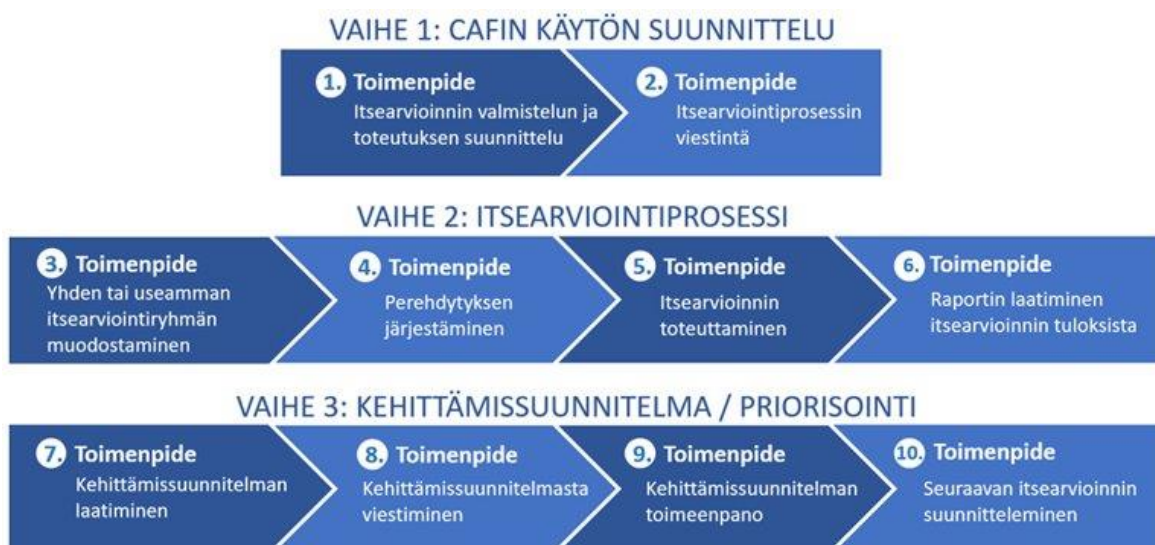 VAIHE 1: CAFIN KÄYTÖN SUUNNITTELU
1. Toimenpide
Itsearvioinnin valmistelun ja
toteutuksen suunnittelu
2. Toimenpide
Itsearviointiprosessin
viestintä
VAIHE 2: ITSEARVIOINTIPROSESSI
3. Toimenpide
Yhden tai useamman
itsearviointiryhmän
muodostaminen
4. Toimenpide
Perehdytyksen
järjestäminen
5. Toimenpide
Itsearvioinnin
toteuttaminen
6. Toimenpide
Raportin laatiminen
itsearvioinnin tuloksista
VAIHE 3: KEHITTÄMISSUUNNITELMA / PRIORISOINTI
7. Toimenpide
Kehittämissuunnitelman
laatiminen
8. Toimenpide
Kehittämissuunnitelmasta
viestiminen
9. Toimenpide
Kehittämissuunnitelman
toimeenpano
10. Toimenpide
Seuraavan itsearvioinnin
suunnitteleminen